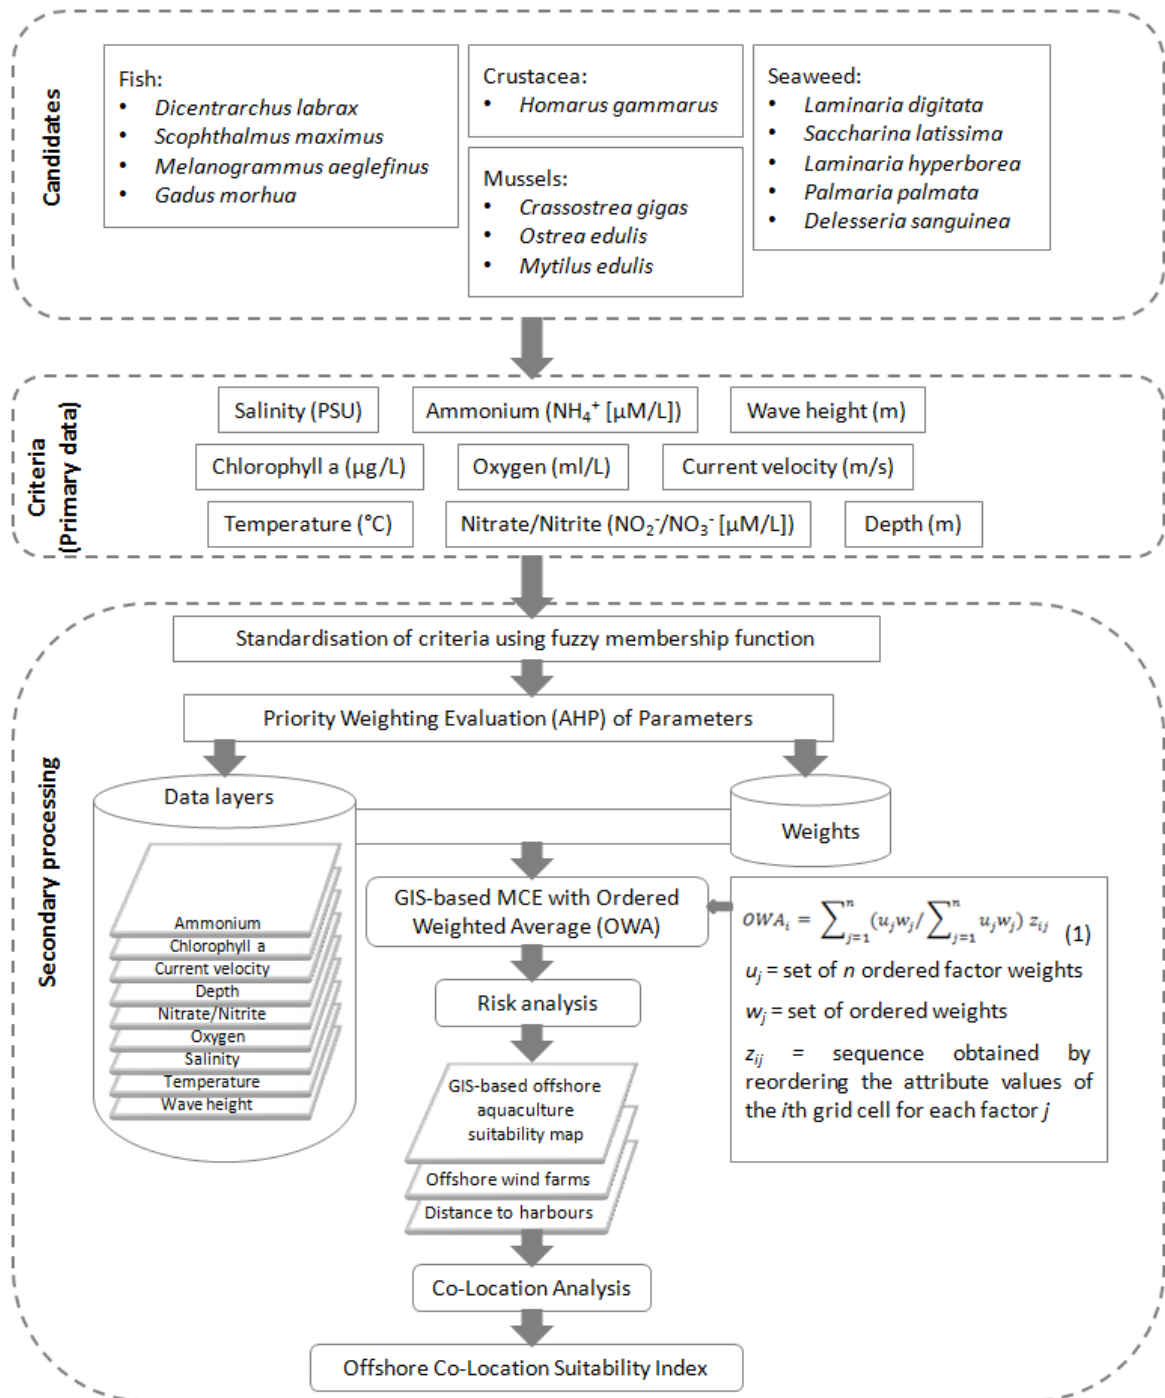 Candidates
Fish:
• Dicentrarchus labrax
• Scophthalmus maximus
• Melanogrammus aeglefinus
• Gadus morhua
Crustacea:
• Homarus gammarus
Mussels:
• Crassostrea gigas
• Ostrea edulis
• Mytilus edulis
Seaweed:
• Laminaria digitata
• Saccharina latissima
• Laminaria hyperborea
• Palmaria palmata
• Delesseria sanguinea
Criteria
(Primary data)
Salinity (PSU)
Ammonium (NH₄⁺ [µM/L])
Wave height (m)
Chlorophyll a (µg/L)
Oxygen (ml/L)
Current velocity (m/s)
Temperature (°C)
Nitrate/Nitrite (NO₂⁻/NO₃⁻ [µM/L])
Depth (m)
Secondary processing
Standardisation of criteria using fuzzy membership function
Priority Weighting Evaluation (AHP) of Parameters
Data layers
Ammonium
Chlorophyll a
Current velocity
Depth
Nitrate/Nitrite
Oxygen
Salinity
Temperature
Wave height
Weights
GIS-based MCE with Ordered
Weighted Average (OWA)
OWAᵢ = ∑ⁿⱼ₌₁ (uⱼwⱼ/∑ⁿⱼ₌₁ uⱼwⱼ) zᵢⱼ (1)
uⱼ = set of n ordered factor weights
wⱼ = set of ordered weights
zᵢⱼ = sequence obtained by
reordering the attribute values of
the ith grid cell for each factor j
Risk analysis
GIS-based offshore
aquaculture
suitability map
Offshore wind farms
Distance to harbours
Co-Location Analysis
Offshore Co-Location Suitability Index